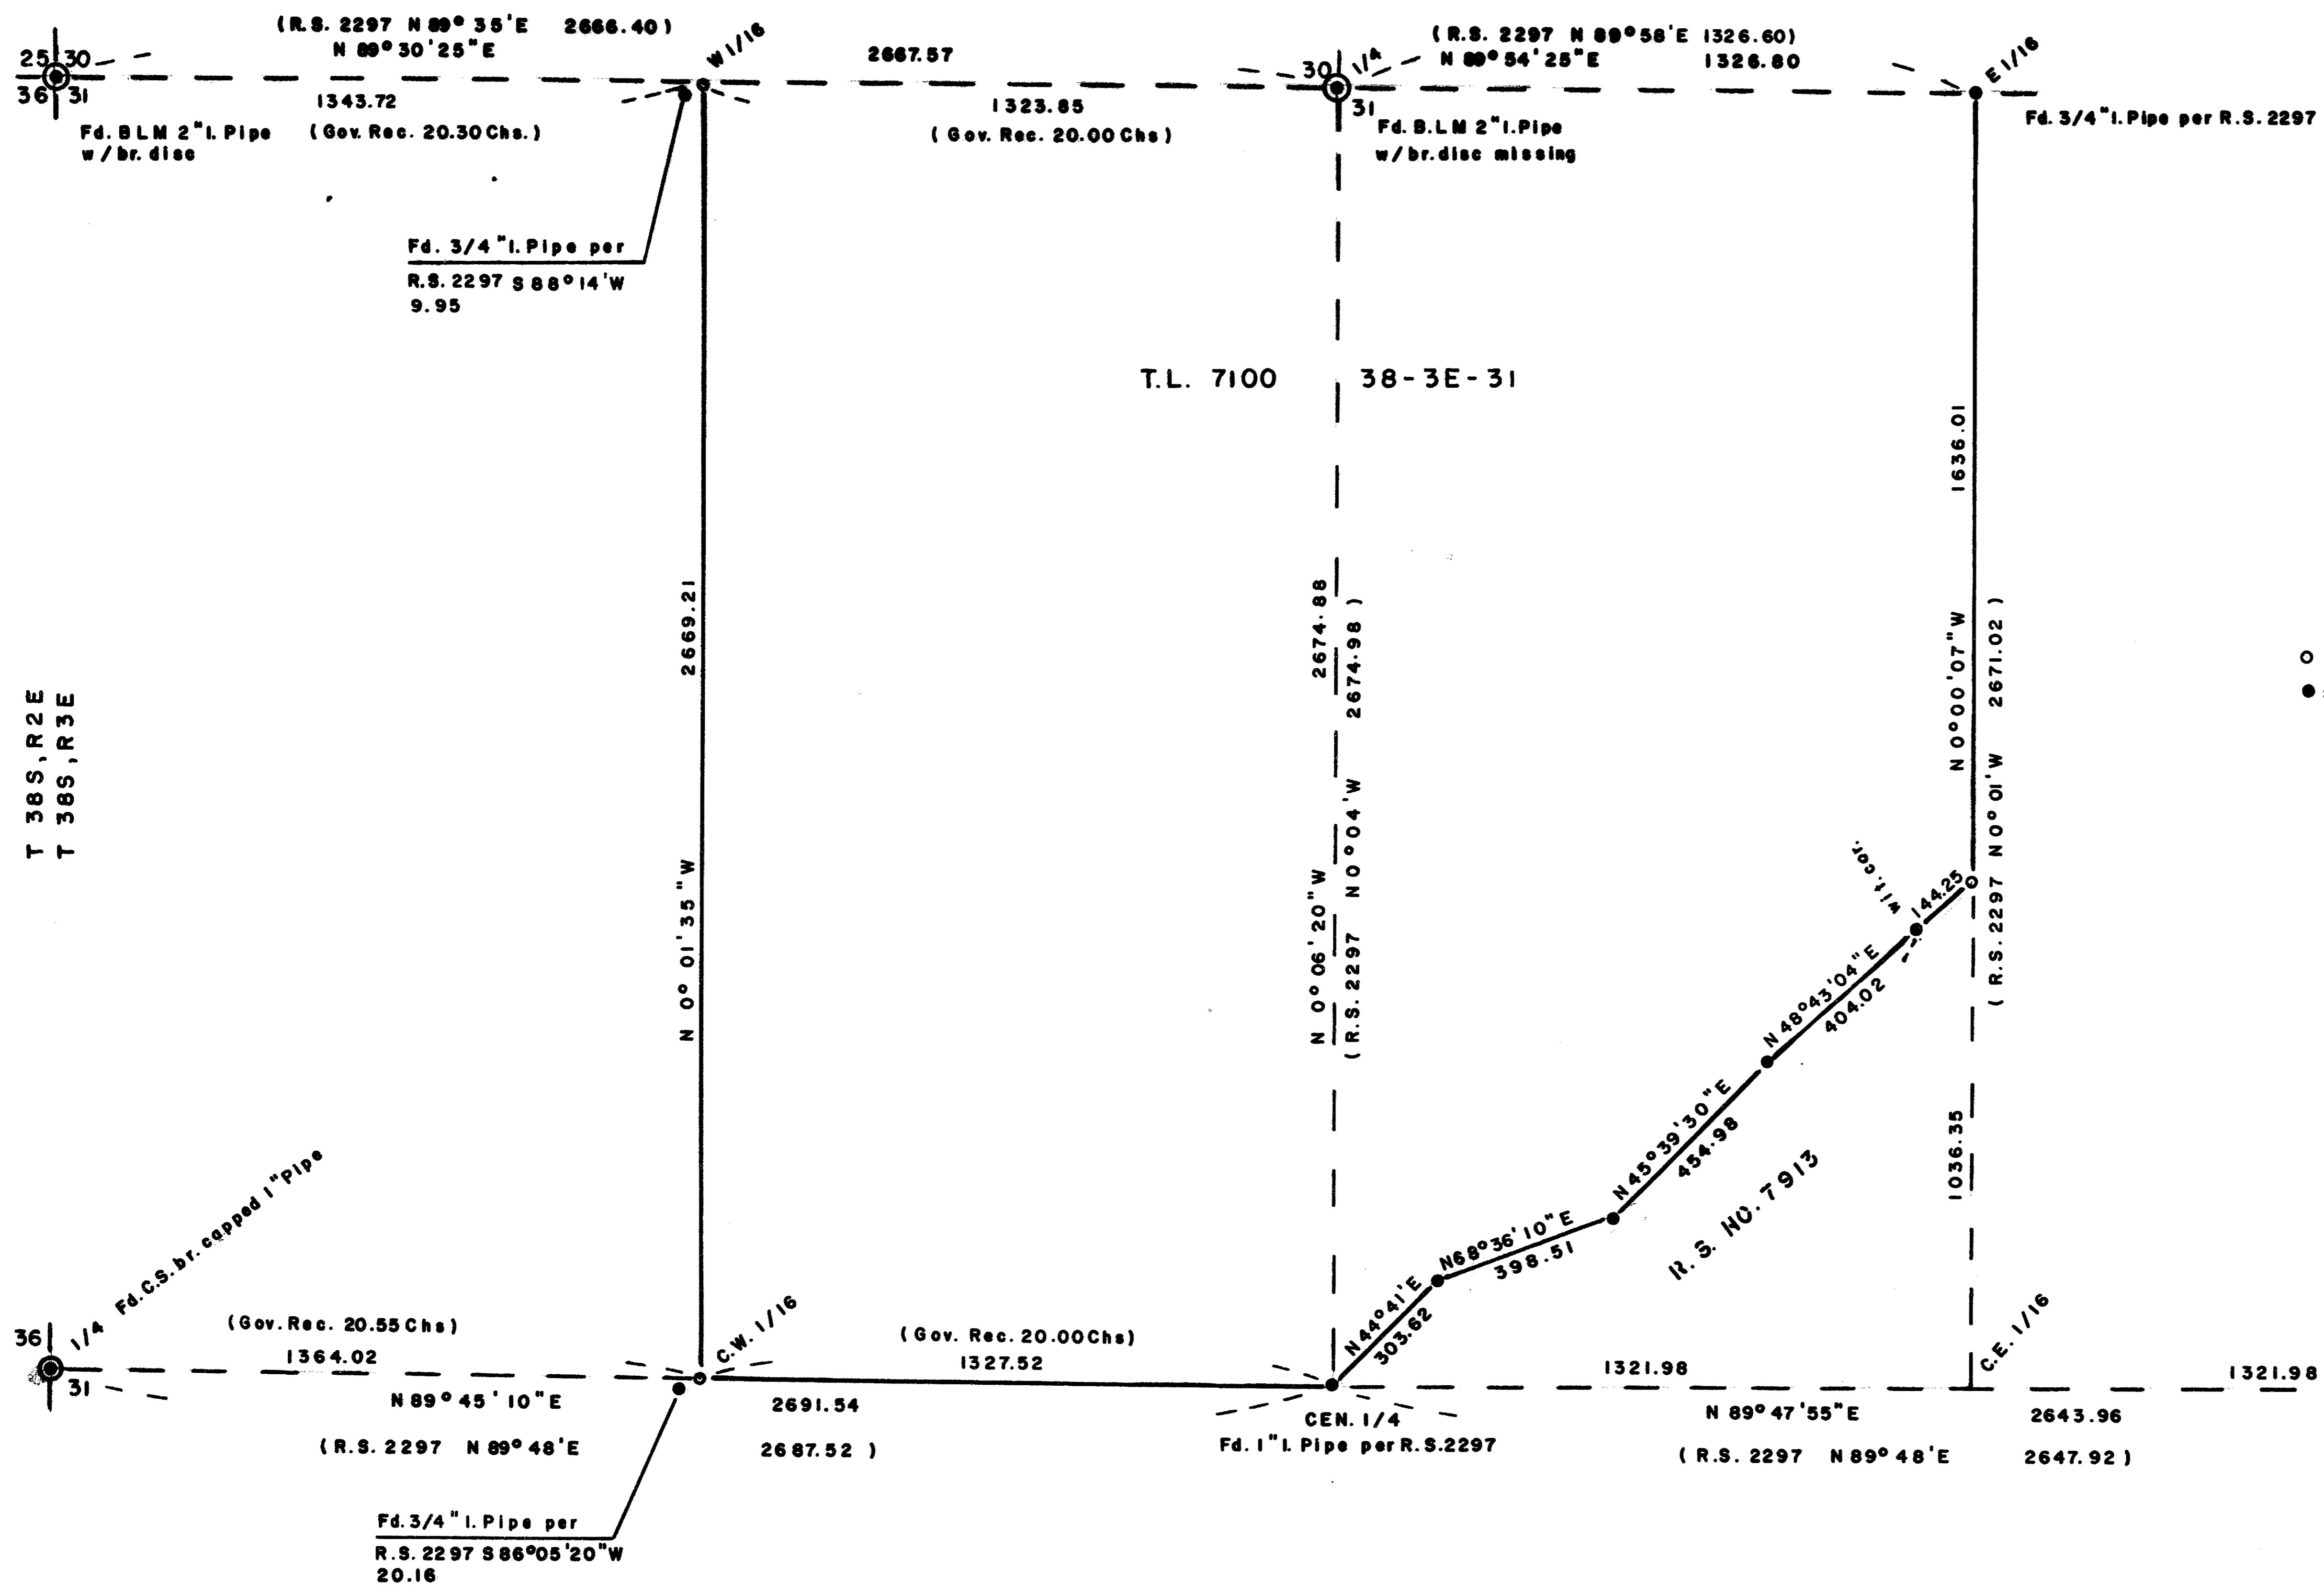 (R.S. 2297 N 89° 35'E 2666.40)
N 89° 30'25"E
2667.57
(R.S. 2297 N 89° 58'E 1326.60)
N 89° 54'25"E 1326.80
25 30
36 31
1343.72
(Gov. Rec. 20.30 Chs.)
Fd. BLM 2"I. Pipe
w/br. disc
W 1/16
1323.85
(Gov. Rec. 20.00 Chs.)
30 1/4
31
Fd. B.LM 2"I.Pipe
w/br. disc missing
E 1/16
Fd. 3/4"I. Pipe per R.S. 2297
Fd. 3/4"I. Pipe per
R.S. 2297 S 88° 14'W
9.95
T.L. 7100 38-3E-31
T 38S, R2E
T 38S, R3E
N 0° 01'35"W 2669.21
N 0° 06'20"W 2674.88
(R.S. 2297 N 0° 04'W 2674.98)
N 0° 00'07"W 1636.01
(R.S. 2297 N 0° 01'W 2671.02)
wit. cor.
144.25
N 48° 43'04"E
404.02
N 45° 39'30"E
454.98
N 68° 36'10"E
398.51
N 44° 41'E
303.62
R. S. NO. 7913
1036.35
Fd. C.S. br. capped 1"Pipe
36 1/4
31
(Gov. Rec. 20.55 Chs)
1364.02
C.W. 1/16
(Gov. Rec. 20.00 Chs)
1327.52
1321.98
C.E. 1/16
1321.98
N 89° 45'10"E 2691.54
(R.S. 2297 N 89° 48'E 2687.52)
CEN. 1/4
Fd. 1"I. Pipe per R.S. 2297
N 89° 47'55"E 2643.96
(R.S. 2297 N 89° 48'E 2647.92)
Fd. 3/4"I. Pipe per
R.S. 2297 S 86° 05'20"W
20.16